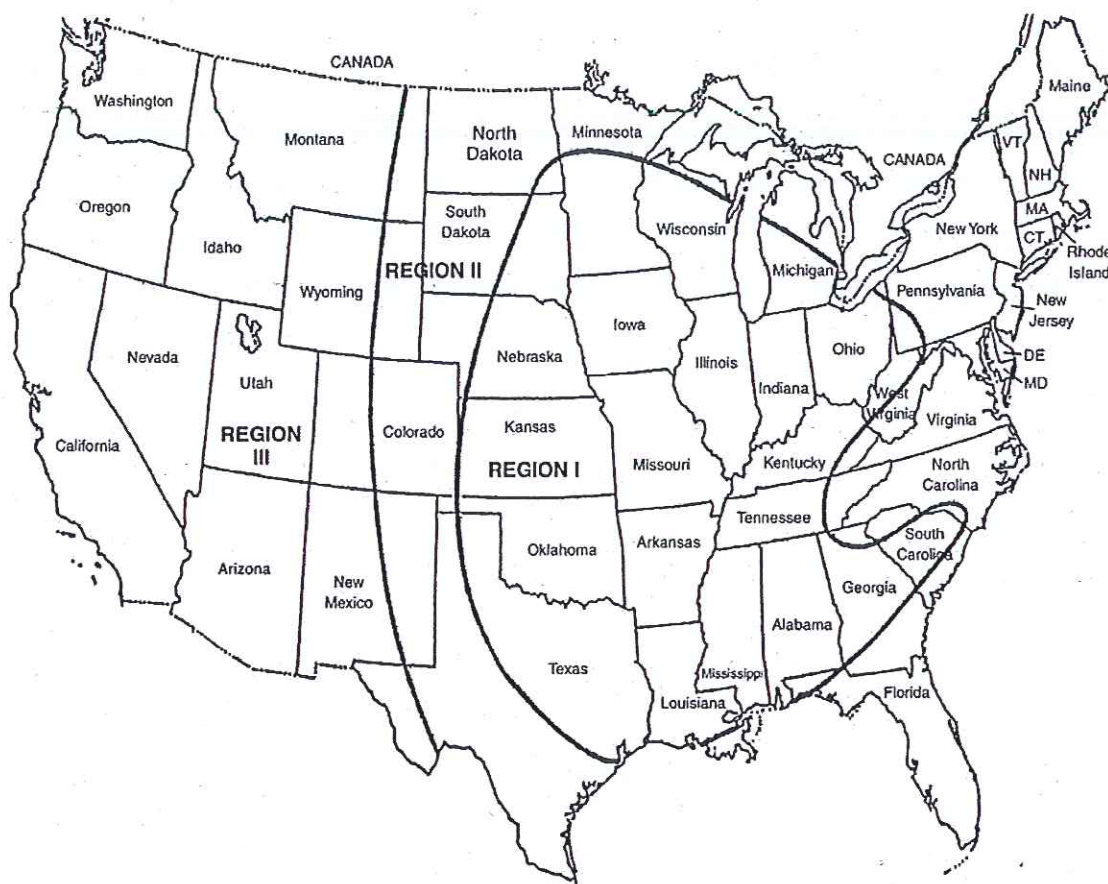 CANADA
Washington
Montana
North
Dakota
Minnesota
Maine
VT
CANADA
NH
Oregon
Idaho
South
Dakota
Wisconsin
MA
New York
CT
Rhode
Island
REGION II
Michigan
Wyoming
Pennsylvania
New
Jersey
Iowa
Nevada
Nebraska
Ohio
DE
Illinois
Indiana
MD
Utah
West
Virginia
Virginia
California
REGION
III
Colorado
Kansas
REGION I
Missouri
Kentucky
North
Carolina
Tennessee
Oklahoma
Arkansas
South
Carolina
Arizona
New
Mexico
Georgia
Alabama
Texas
Mississippi
Louisiana
Florida